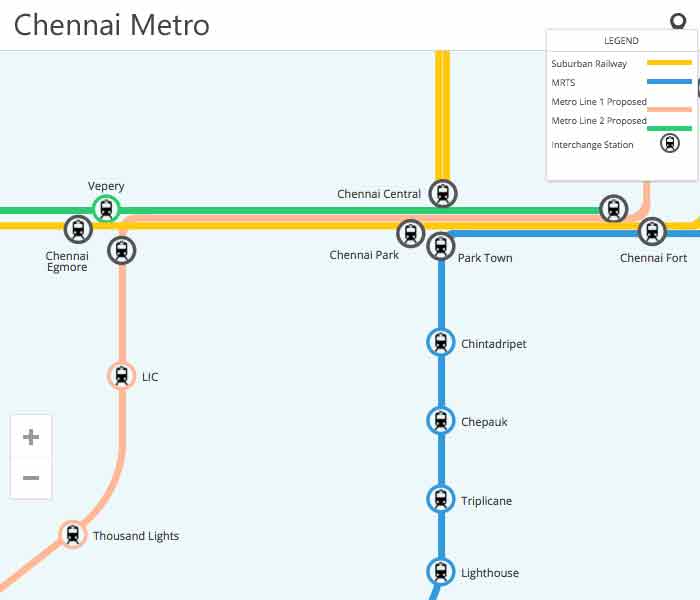 Chennai Metro
LEGEND
Suburban Railway
MRTS
Metro Line 1 Proposed
Metro Line 2 Proposed
Interchange Station
Vepery
Chennai Central
Chennai
Egmore
Chennai Park
Park Town
Chennai Fort
Chintadripet
LIC
Chepauk
Triplicane
Thousand Lights
Lighthouse